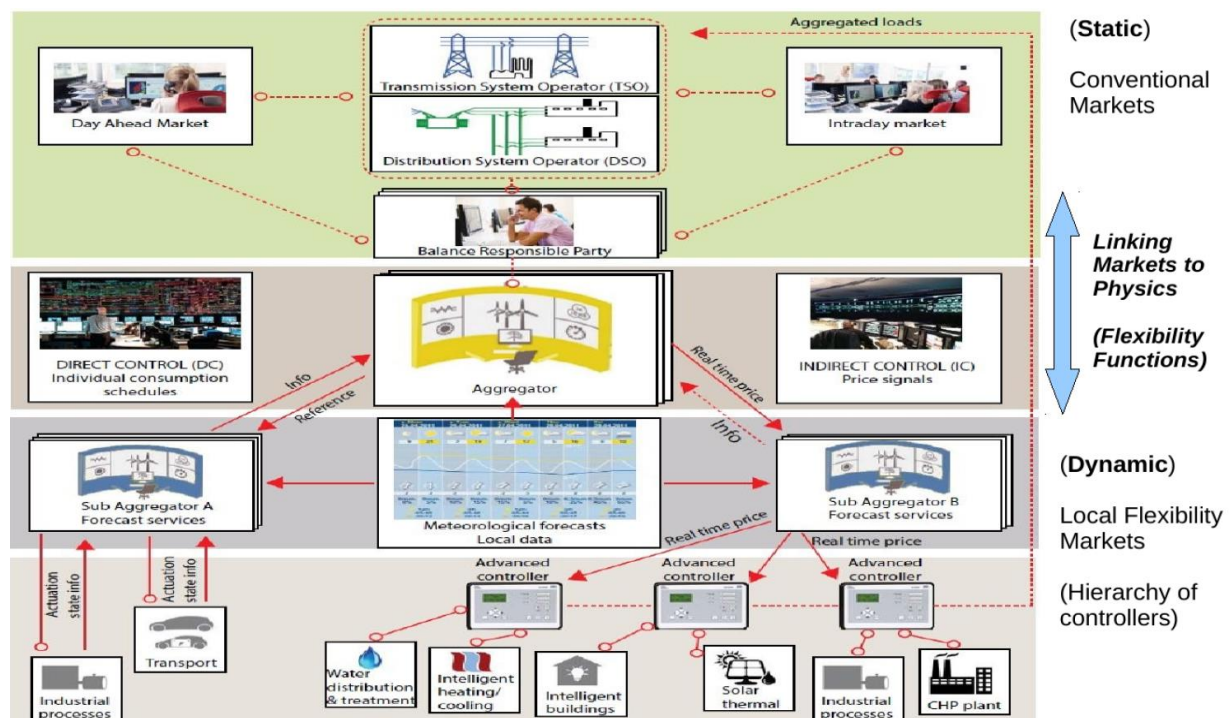 Aggregated loads
(Static)
Conventional
Markets
Transmission System Operator (TSO)
Day Ahead Market
Intraday market
Distribution System Operator (DSO)
Balance Responsible Party
Linking
Markets to
Physics
(Flexibility
Functions)
DIRECT CONTROL (DC)
Individual consumption
schedules
Info
Reference
Aggregator
Real time price
Info
INDIRECT CONTROL (IC)
Price signals
Sub Aggregator A
Forecast services
Meteorological forecasts
Local data
Sub Aggregator B
Forecast services
(Dynamic)
Local Flexibility
Markets
(Hierarchy of
controllers)
Real time price
Real time price
Actuation
state info
Actuation
state info
Advanced
controller
Advanced controller
Advanced
controller
Transport
Industrial
processes
Water
distribution
& treatment
Intelligent
heating/
cooling
Intelligent
buildings
Solar
thermal
Industrial
processes
CHP plant